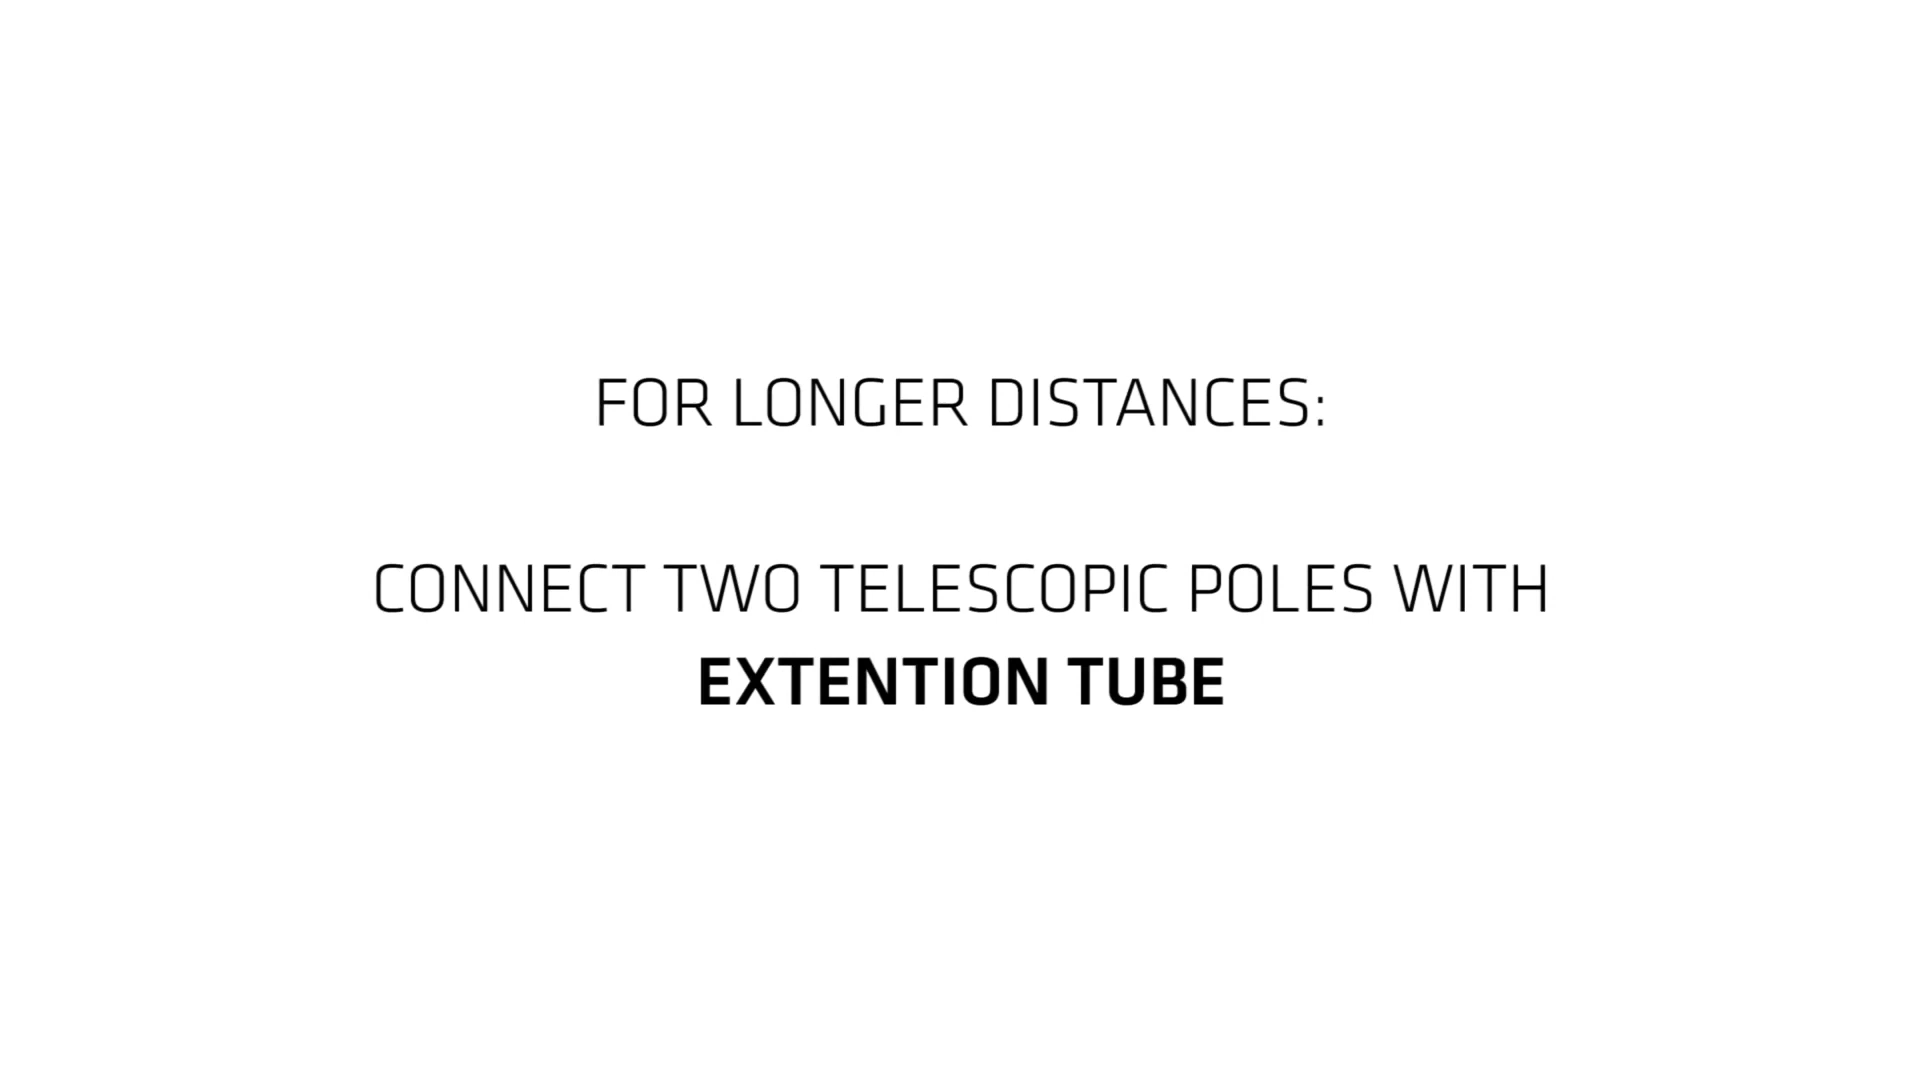 FOR LONGER DISTANCES:
CONNECT TWO TELESCOPIC POLES WITH
EXTENTION TUBE